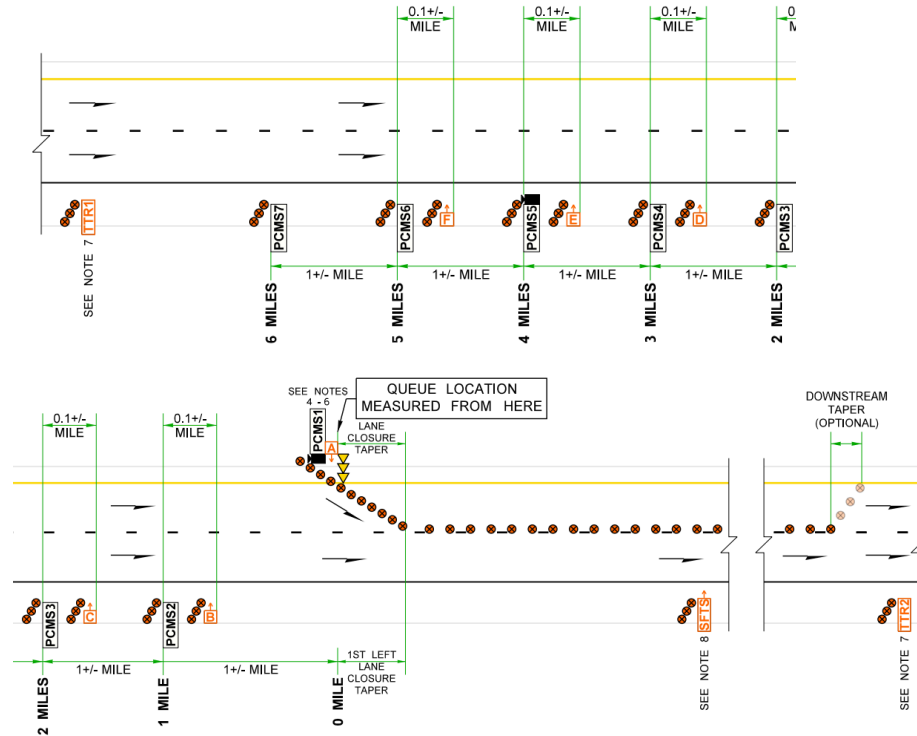 0.1+/-
MILE
0.1+/-
MILE
0.1+/-
MILE
TTR1
SEE NOTE 7
PCMS7
PCMS6
F
PCMS5
E
PCMS4
D
PCMS3
1+/- MILE
1+/- MILE
1+/- MILE
1+/- MILE
6 MILES
5 MILES
4 MILES
3 MILES
2 MILES
0.1+/-
MILE
0.1+/-
MILE
SEE NOTES
4 - 6
PCMS1
A
QUEUE LOCATION
MEASURED FROM HERE
LANE
CLOSURE
TAPER
DOWNSTREAM
TAPER
(OPTIONAL)
PCMS3
C
PCMS2
B
SFTS
SEE NOTE 8
TTR2
SEE NOTE 7
1+/- MILE
1+/- MILE
1ST LEFT
LANE
CLOSURE
TAPER
2 MILES
1 MILE
0 MILE